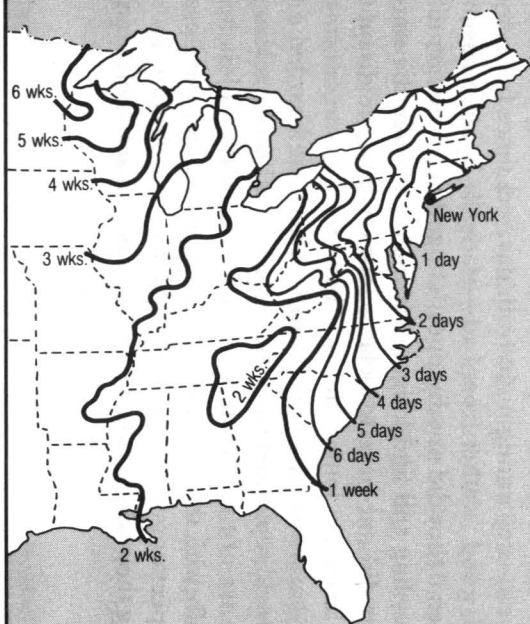 6 wks.
5 wks.
4 wks.
3 wks.
New York
1 day
2 days
3 days
2 wks.
4 days
5 days
6 days
1 week
2 wks.